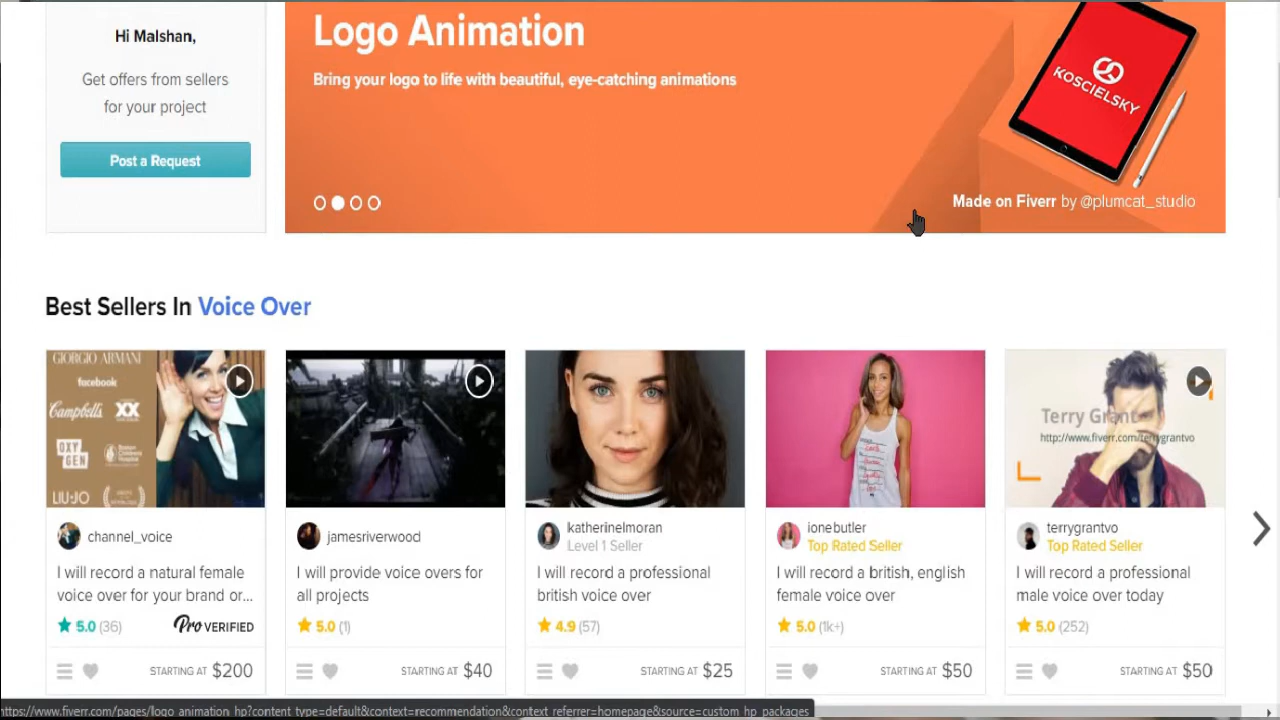 Hi Malshan,
Get offers from sellers
for your project
Post a Request
Logo Animation
Bring your logo to life with beautiful, eye-catching animations
KOSCIELSKY
Made on Fiverr by @plumcat_studio
Best Sellers In Voice Over
GIORGIO ARMANI
facebook
Campbells
XX
OXY
GEN
LIU·JO
channel_voice
I will record a natural female
voice over for your brand or...
5.0 (36)
Pro VERIFIED
STARTING AT $200
jamesriverwood
I will provide voice overs for
all projects
5.0 (1)
STARTING AT $40
katherinelmoran
Level 1 Seller
I will record a professional
british voice over
4.9 (57)
STARTING AT $25
ionebutler
Top Rated Seller
I will record a british, english
female voice over
5.0 (1k+)
STARTING AT $50
Terry Grant
http://www.fiverr.com/terrygrantvo
terrygrantvo
Top Rated Seller
I will record a professional
male voice over today
5.0 (252)
STARTING AT $50
https://www.fiverr.com/pages/logo_animation_hp?content_type=default&context=recommendation&context_referrer=homepage&source=custom_hp_packages